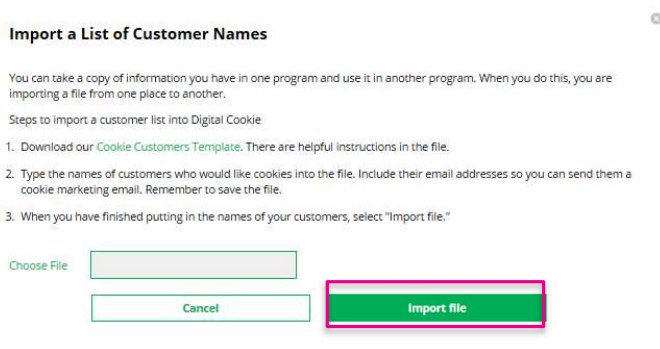 Import a List of Customer Names
You can take a copy of information you have in one program and use it in another program. When you do this, you are
importing a file from one place to another.
Steps to import a customer list into Digital Cookie
1. Download our Cookie Customers Template. There are helpful instructions in the file.
2. Type the names of customers who would like cookies into the file. Include their email addresses so you can send them a
cookie marketing email. Remember to save the file.
3. When you have finished putting in the names of your customers, select "Import file."
Choose File
Cancel Import file